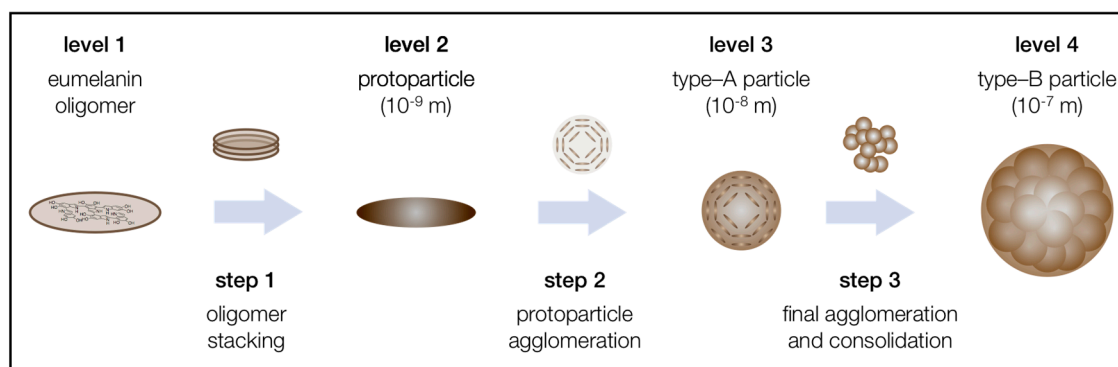 level 1
eumelanin
oligomer
level 2
protoparticle
(10⁻⁹ m)
level 3
type–A particle
(10⁻⁸ m)
level 4
type–B particle
(10⁻⁷ m)
step 1
oligomer
stacking
step 2
protoparticle
agglomeration
step 3
final agglomeration
and consolidation